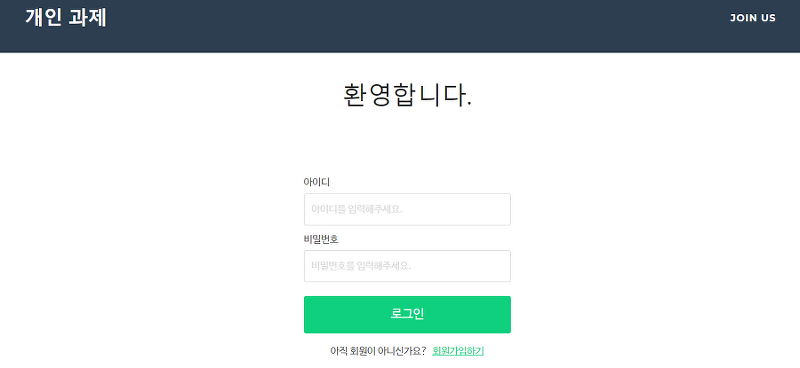 개인 과제
JOIN US
환영합니다.
아이디
아이디를 입력해주세요.
비밀번호
비밀번호를 입력해주세요.
로그인
아직 회원이 아니신가요? 회원가입하기